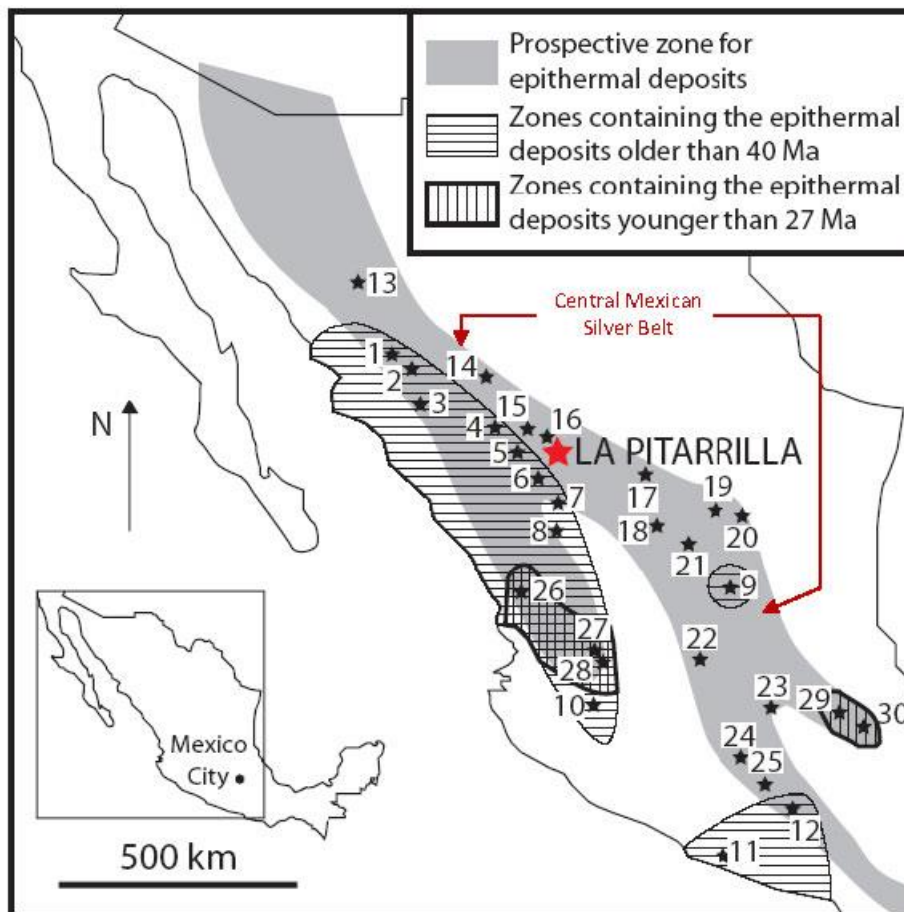 Prospective zone for
epithermal deposits
Zones containing the epithermal
deposits older than 40 Ma
Zones containing the epithermal
deposits younger than 27 Ma
13
Central Mexican
Silver Belt
1
2
14
3
N
4
15
16
5
LA PITARRILLA
6
7
17
19
8
18
20
21
9
26
27
22
28
10
23
29
30
Mexico
City
24
25
12
11
500 km